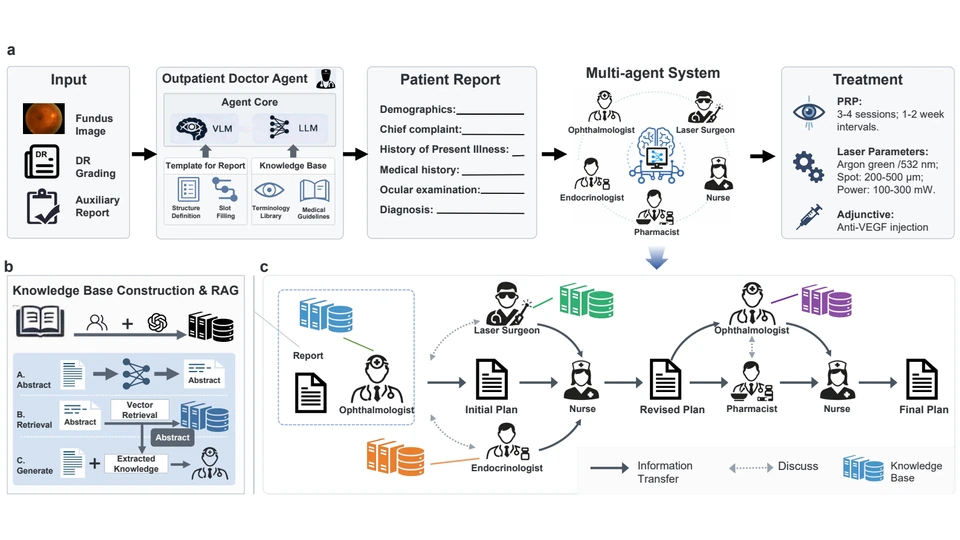 a
Input
Fundus
Image
DR
DR
Grading
Auxiliary
Report
Outpatient Doctor Agent
Agent Core
VLM
LLM
Template for Report
Knowledge Base
Structure
Definition
Slot
Filling
Terminology
Library
Medical
Guidelines
Patient Report
Demographics:
Chief complaint:
History of Present Illness:
Medical history:
Ocular examination:
Diagnosis:
Multi-agent System
Ophthalmologist
Laser Surgeon
Endocrinologist
Nurse
Pharmacist
Treatment
PRP:
3-4 sessions; 1-2 week
intervals.
Laser Parameters:
Argon green /532 nm;
Spot: 200-500 μm;
Power: 100-300 mW.
Adjunctive:
Anti-VEGF injection
b
Knowledge Base Construction & RAG
+
A.
Abstract
Abstract
B.
Retrieval
Abstract
Vector
Retrieval
Abstract
C.
Generate
+
Extracted
Knowledge
c
Report
Ophthalmologist
Laser Surgeon
Initial Plan
Nurse
Endocrinologist
Revised Plan
Ophthalmologist
Pharmacist
Nurse
Final Plan
Information
Transfer
Discuss
Knowledge
Base